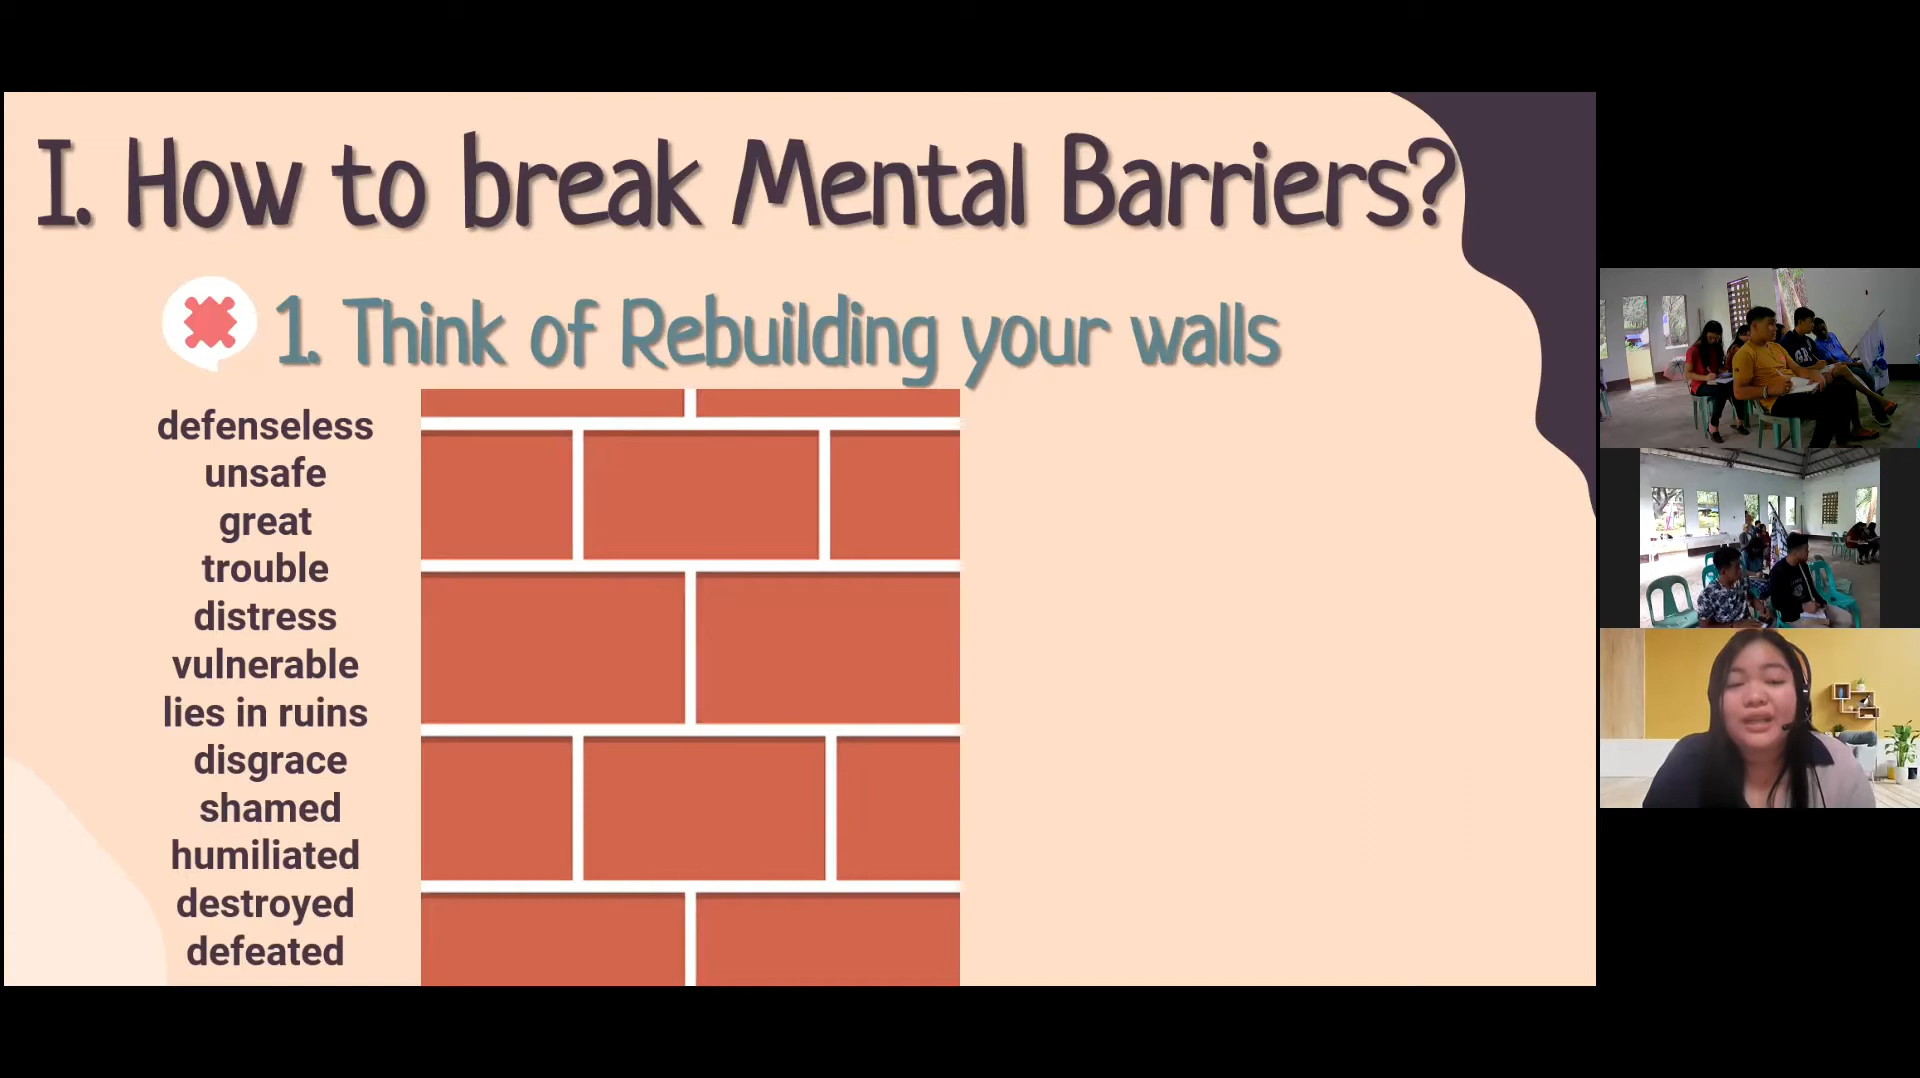 I. How to break Mental Barriers?
1. Think of Rebuilding your walls
defenseless
unsafe
great
trouble
distress
vulnerable
lies in ruins
disgrace
shamed
humiliated
destroyed
defeated